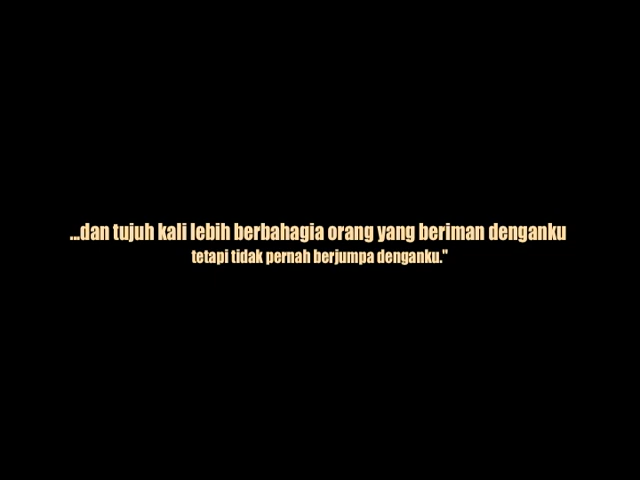 ...dan tujuh kali lebih berbahagia orang yang beriman denganku
tetapi tidak pernah berjumpa denganku."